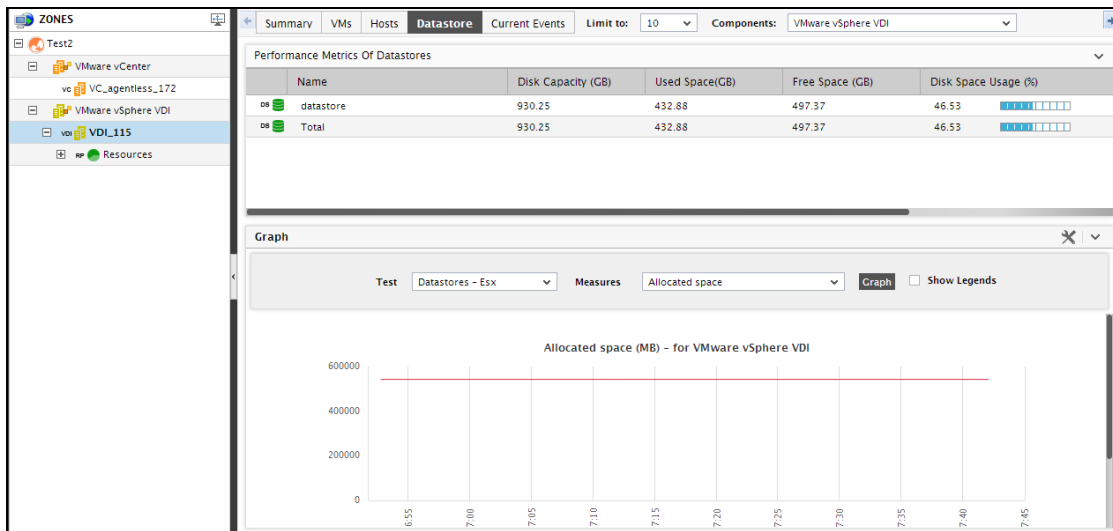 ZONES
Test2
VMware vCenter
VC VC_agentless_172
VMware vSphere VDI
VDI VDI_115
RP Resources
Summary VMs Hosts Datastore Current Events Limit to: 10 Components: VMware vSphere VDI
Performance Metrics Of Datastores
Name Disk Capacity (GB) Used Space(GB) Free Space (GB) Disk Space Usage (%)
DS datastore 930.25 432.88 497.37 46.53
DS Total 930.25 432.88 497.37 46.53
Graph
Test Datastores - Esx Measures Allocated space Graph Show Legends
Allocated space (MB) - for VMware vSphere VDI
600000
400000
200000
0
6:55 7:00 7:05 7:10 7:15 7:20 7:25 7:30 7:35 7:40 7:45